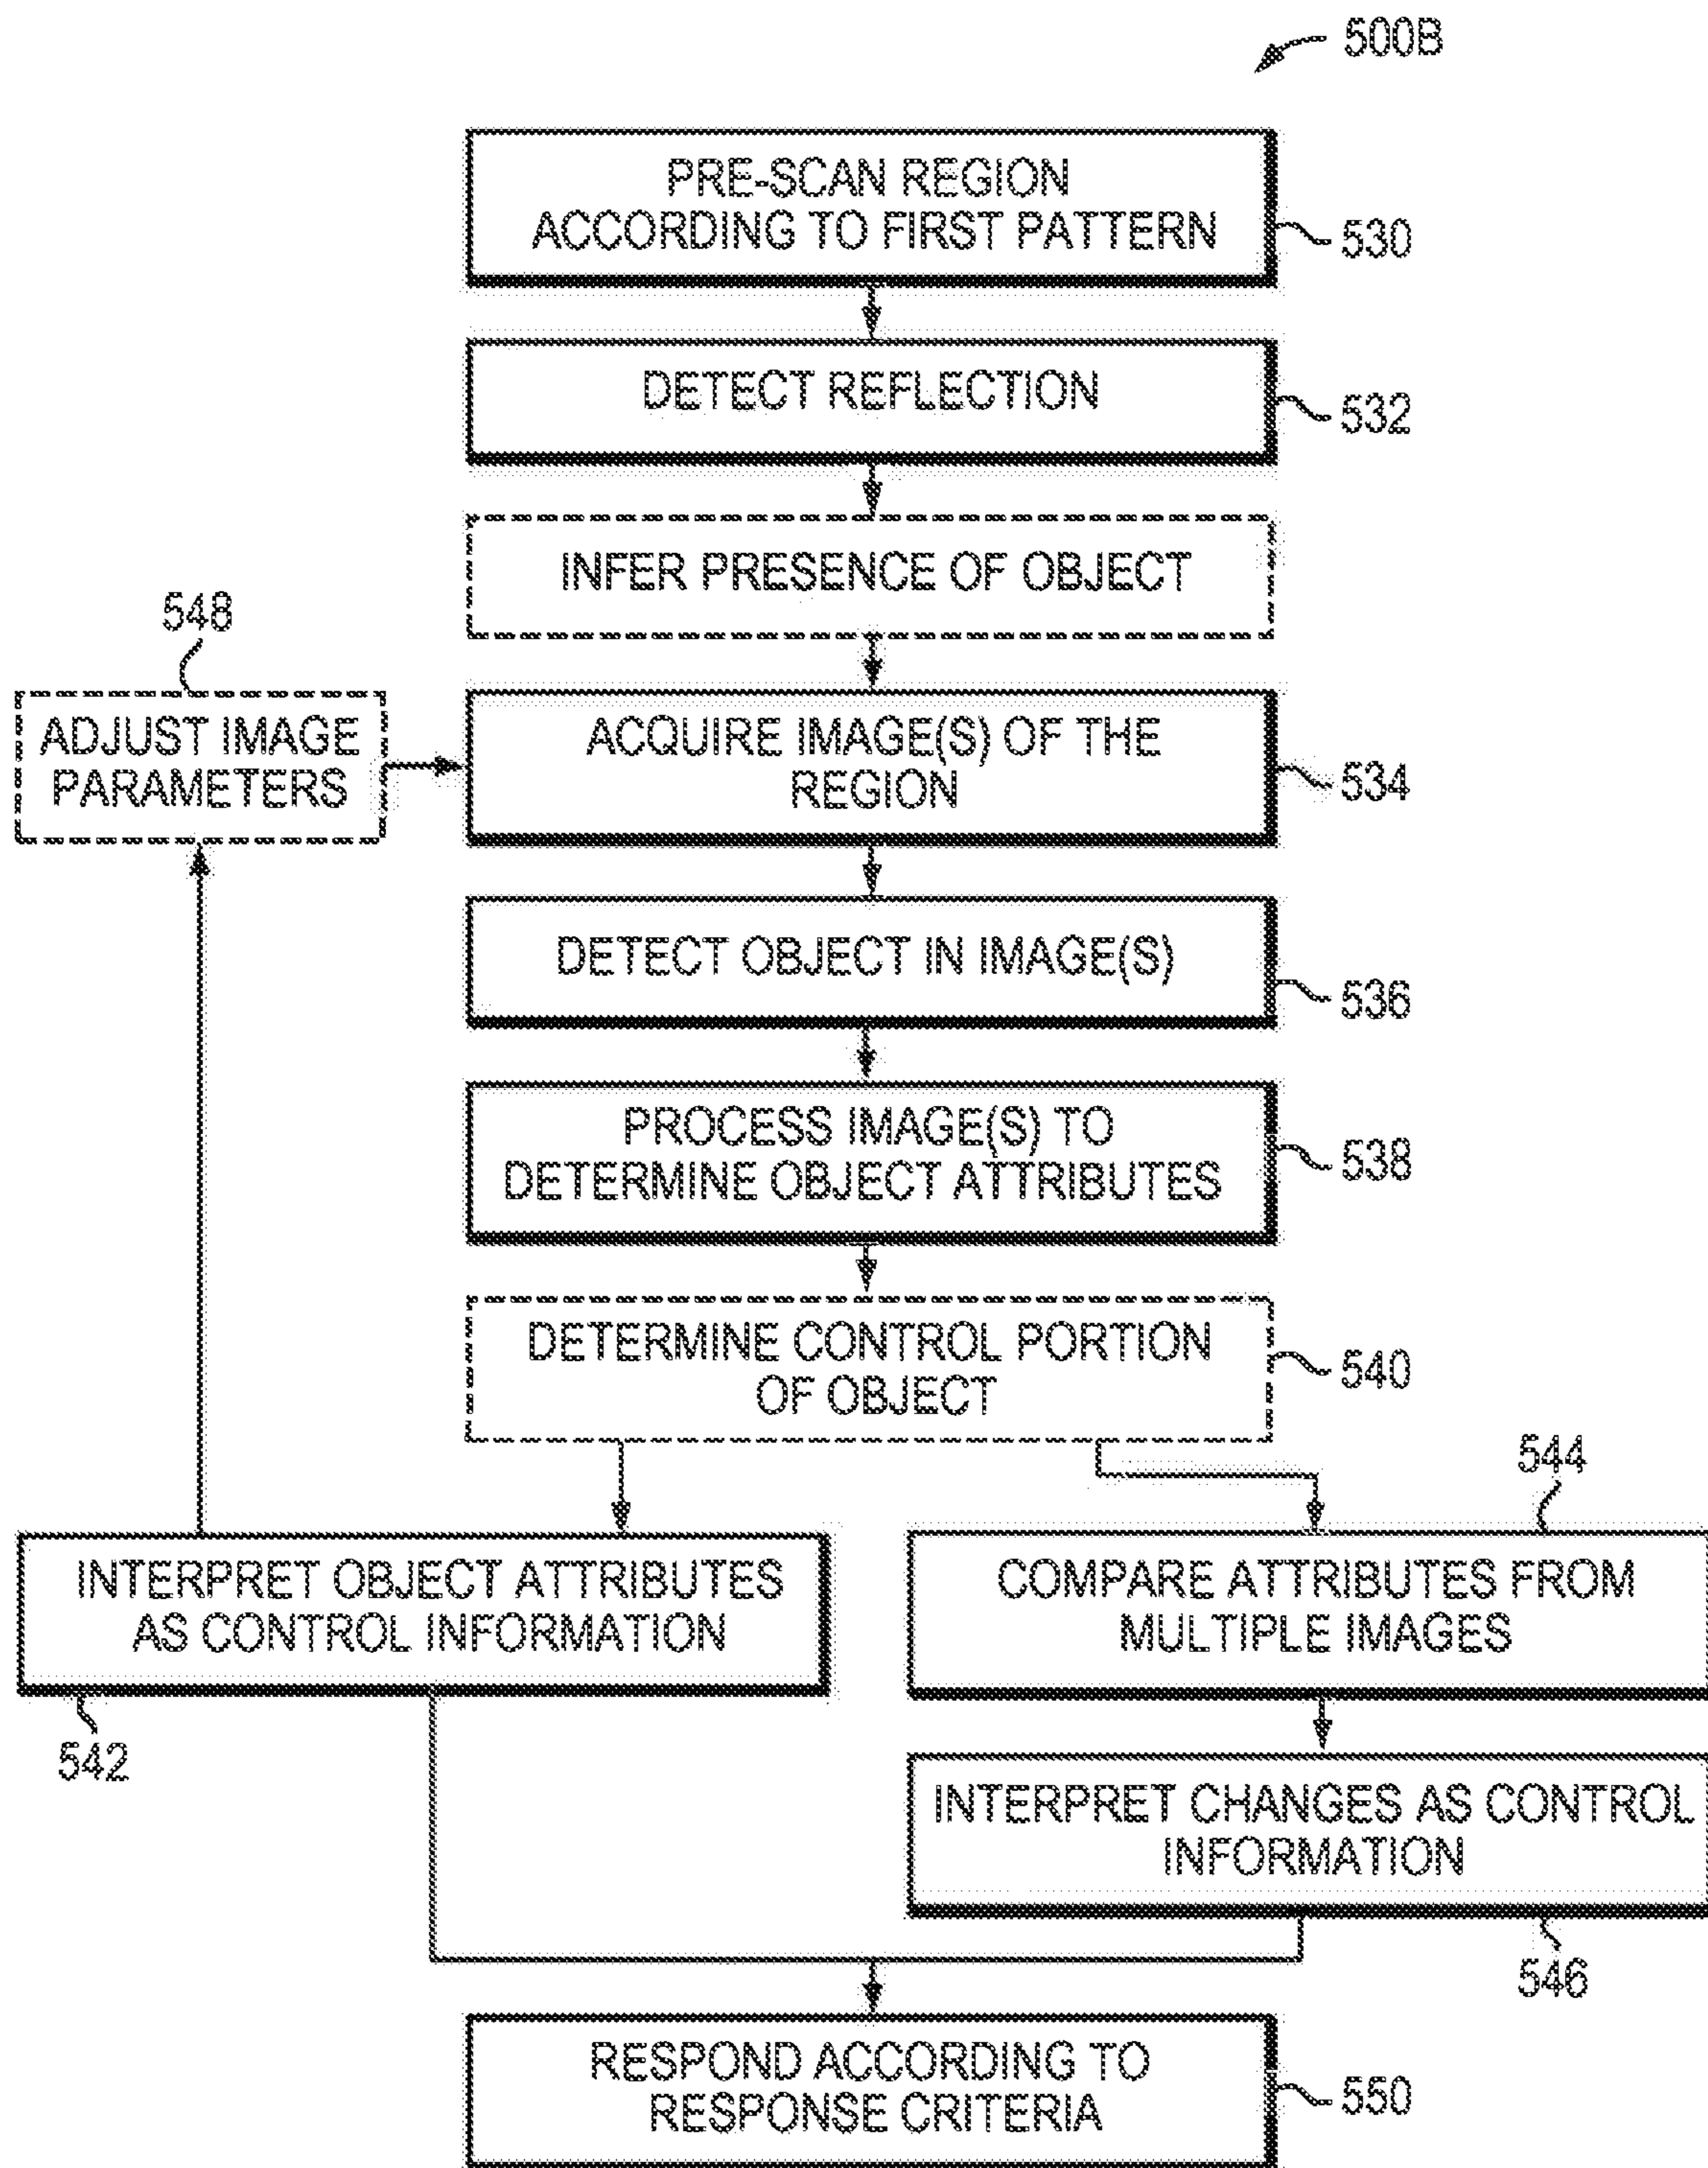 500B
PRE-SCAN REGION
ACCORDING TO FIRST PATTERN
530
DETECT REFLECTION
532
INFER PRESENCE OF OBJECT
548
ADJUST IMAGE
PARAMETERS
ACQUIRE IMAGE(S) OF THE
REGION
534
DETECT OBJECT IN IMAGE(S)
536
PROCESS IMAGE(S) TO
DETERMINE OBJECT ATTRIBUTES
538
DETERMINE CONTROL PORTION
OF OBJECT
540
544
INTERPRET OBJECT ATTRIBUTES
AS CONTROL INFORMATION
542
COMPARE ATTRIBUTES FROM
MULTIPLE IMAGES
INTERPRET CHANGES AS CONTROL
INFORMATION
546
RESPOND ACCORDING TO
RESPONSE CRITERIA
550